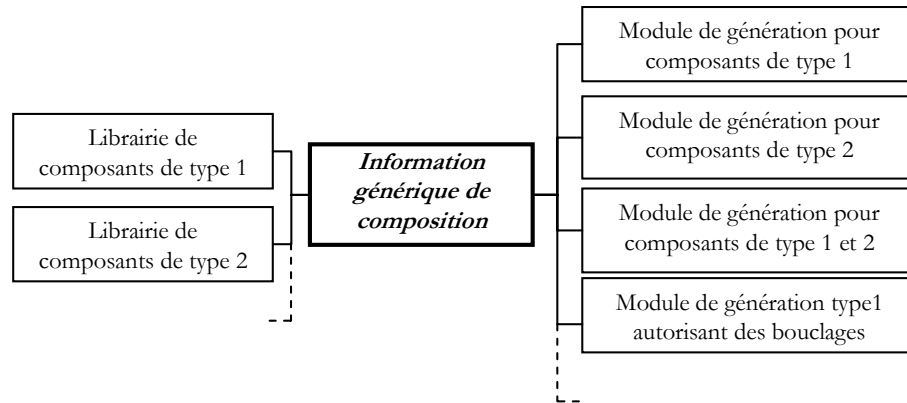 Librairie de
composants de type 1
Librairie de
composants de type 2
Information
générique de
composition
Module de génération pour
composants de type 1
Module de génération pour
composants de type 2
Module de génération pour
composants de type 1 et 2
Module de génération type1
autorisant des bouclages